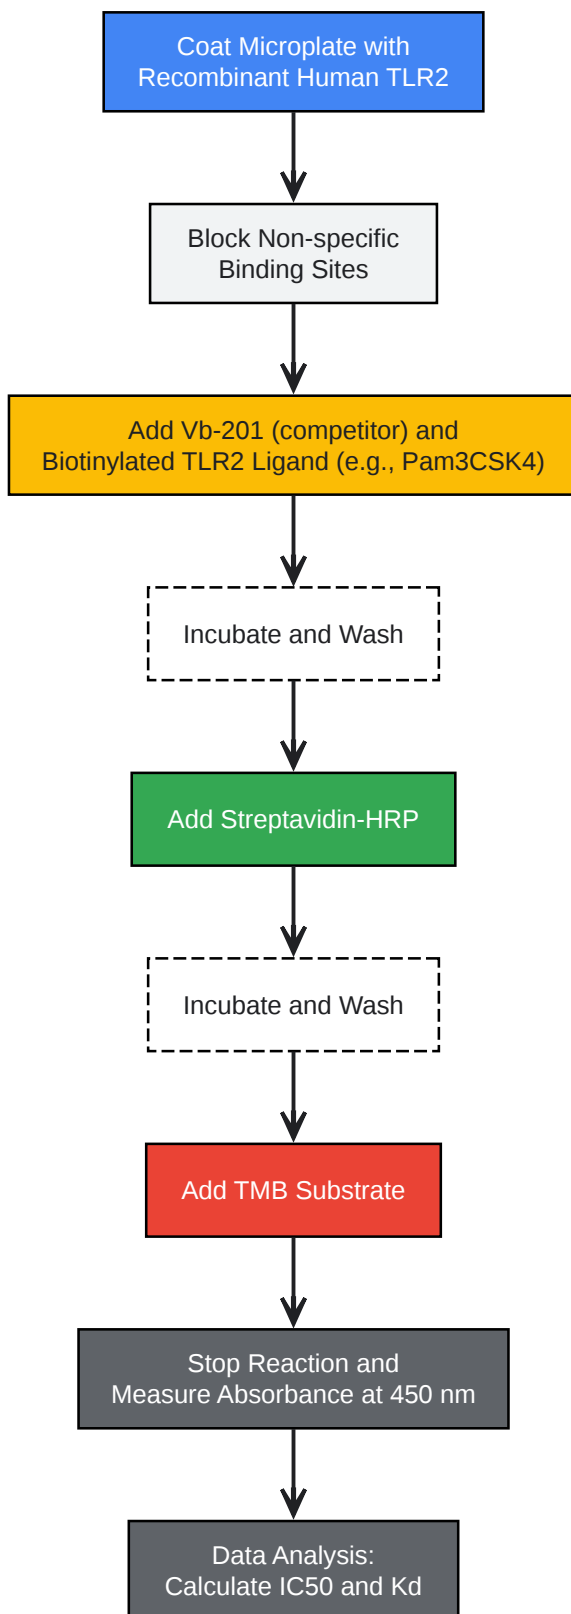 Coat Microplate with
Recombinant Human TLR2
Block Non-specific
Binding Sites
Add Vb-201 (competitor) and
Biotinylated TLR2 Ligand (e.g., Pam3CSK4)
Incubate and Wash
Add Streptavidin-HRP
Incubate and Wash
Add TMB Substrate
Stop Reaction and
Measure Absorbance at 450 nm
Data Analysis:
Calculate IC50 and Kd